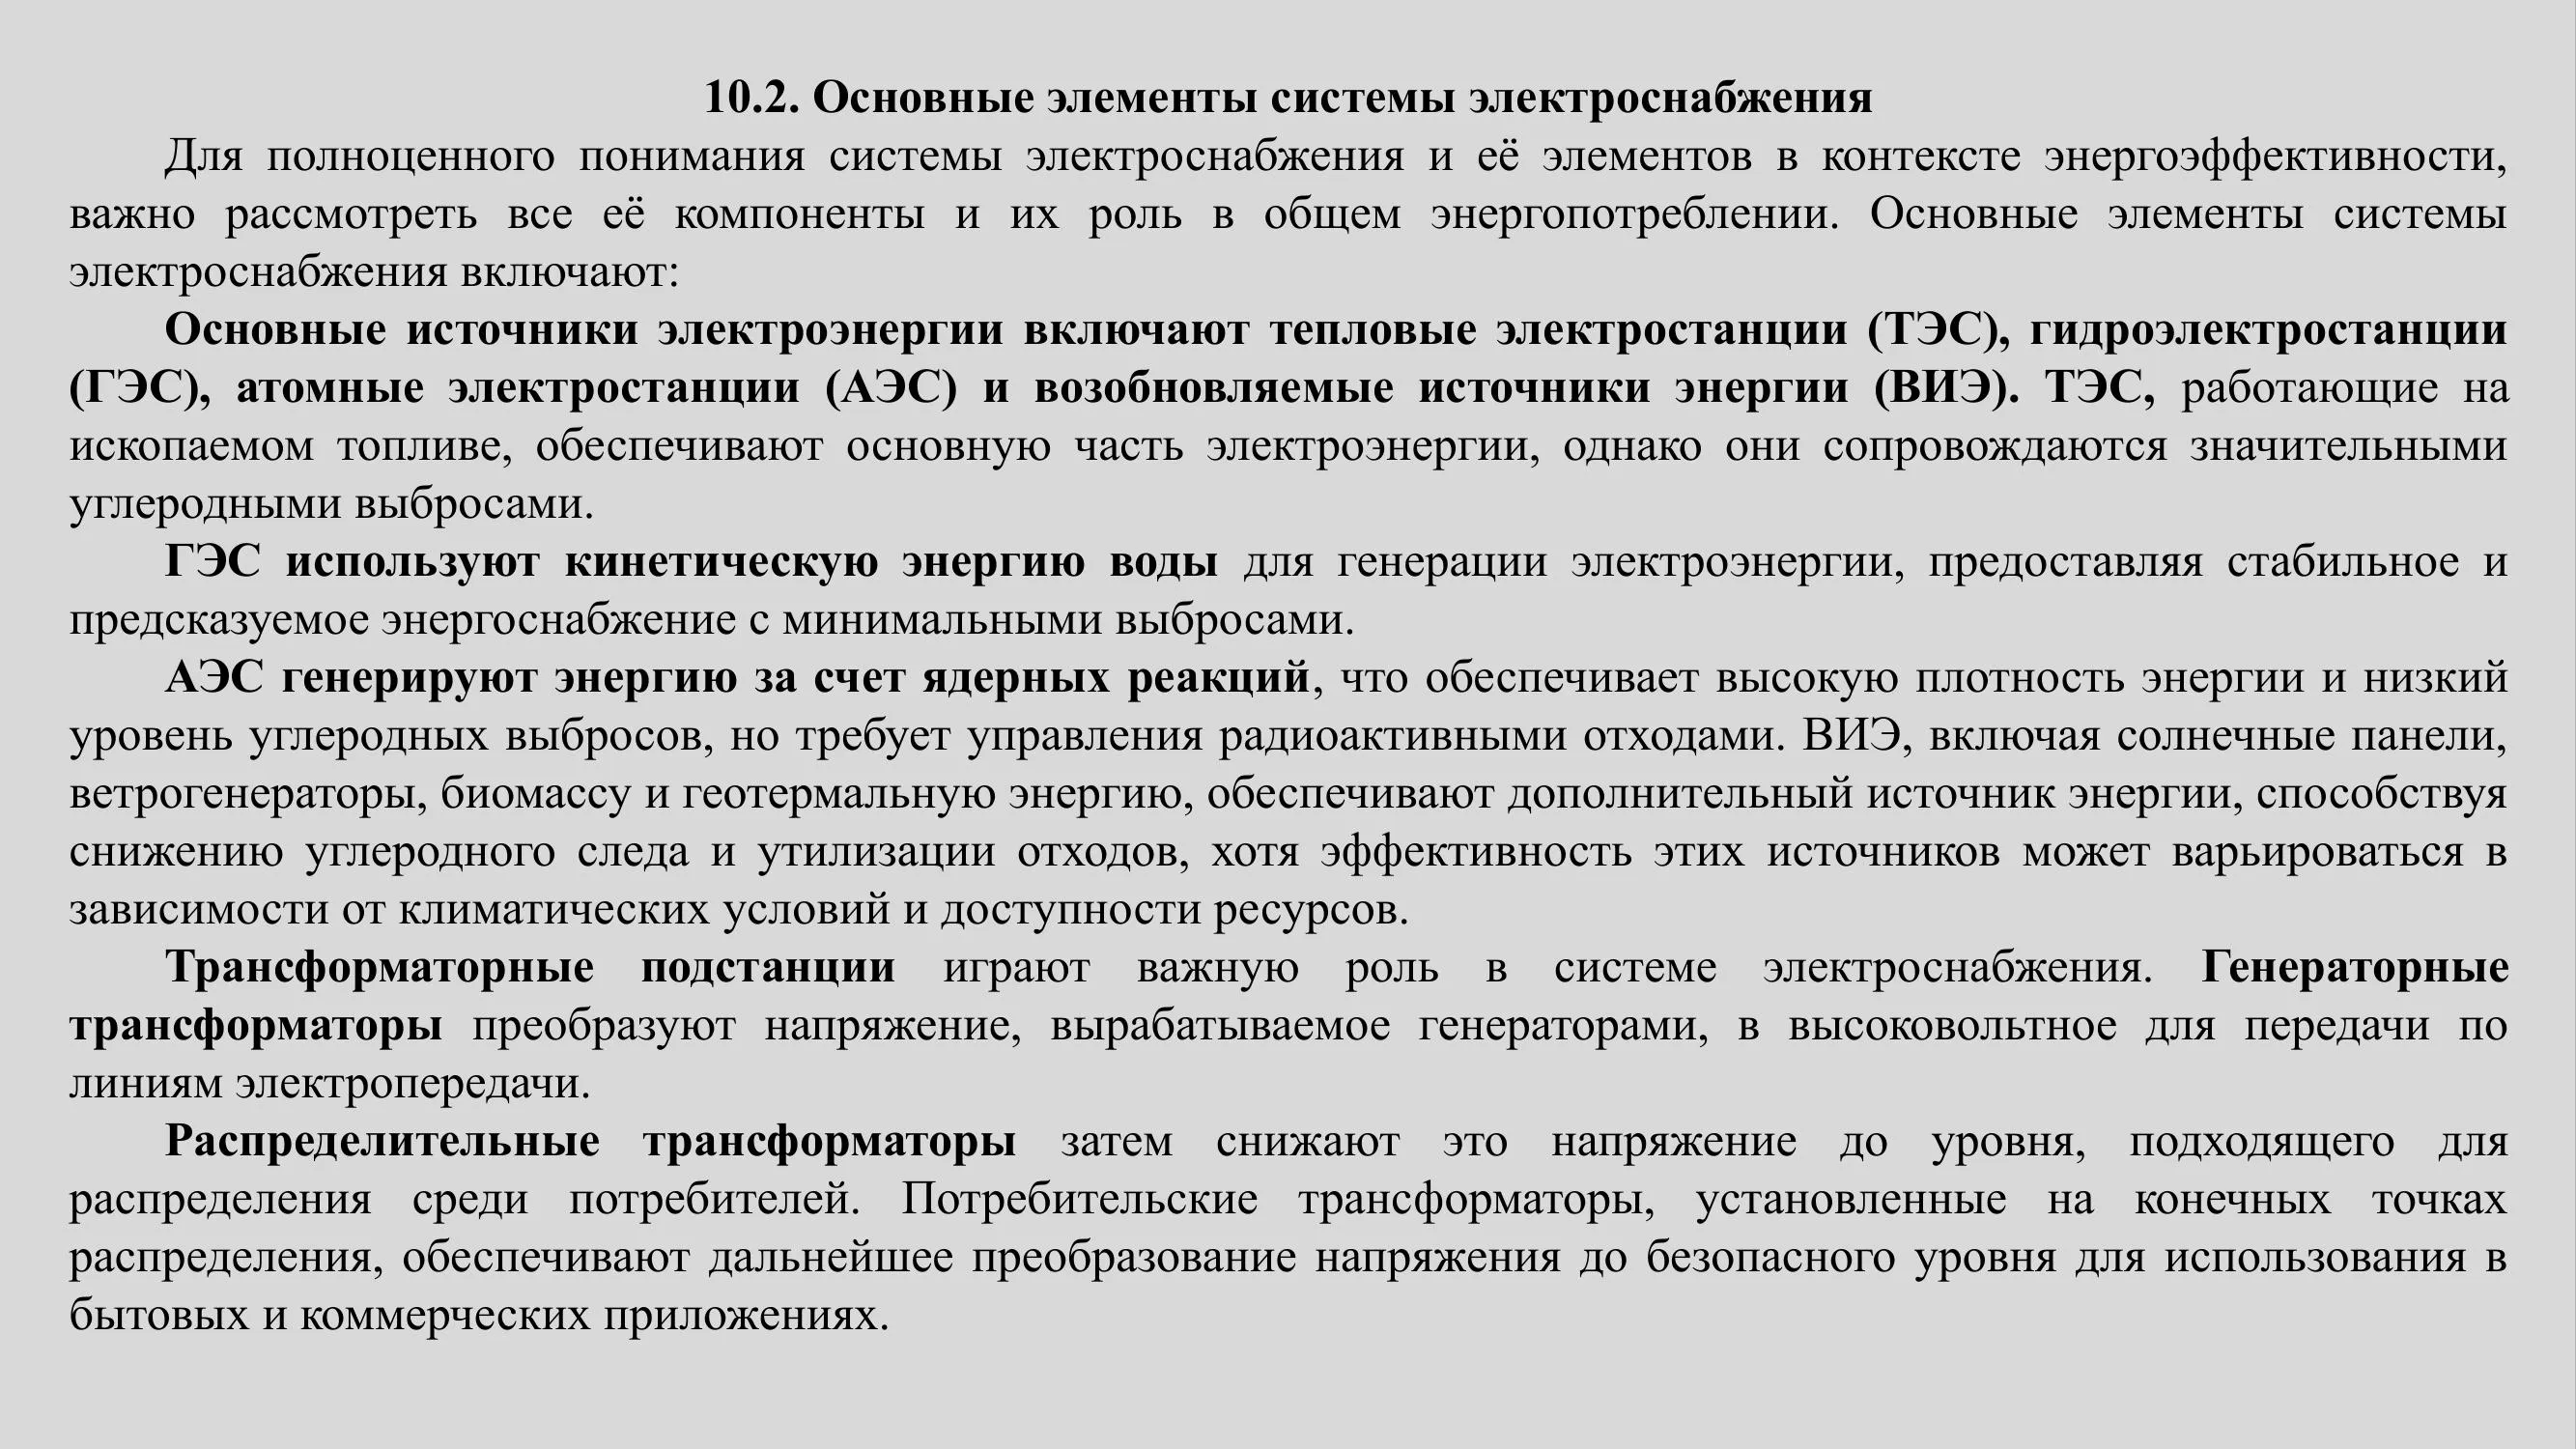 10.2. Основные элементы системы электроснабжения
Для полноценного понимания системы электроснабжения и её элементов в контексте энергоэффективности,
важно рассмотреть все её компоненты и их роль в общем энергопотреблении. Основные элементы системы
электроснабжения включают:
Основные источники электроэнергии включают тепловые электростанции (ТЭС), гидроэлектростанции
(ГЭС), атомные электростанции (АЭС) и возобновляемые источники энергии (ВИЭ). ТЭС, работающие на
ископаемом топливе, обеспечивают основную часть электроэнергии, однако они сопровождаются значительными
углеродными выбросами.
ГЭС используют кинетическую энергию воды для генерации электроэнергии, предоставляя стабильное и
предсказуемое энергоснабжение с минимальными выбросами.
АЭС генерируют энергию за счет ядерных реакций, что обеспечивает высокую плотность энергии и низкий
уровень углеродных выбросов, но требует управления радиоактивными отходами. ВИЭ, включая солнечные панели,
ветрогенераторы, биомассу и геотермальную энергию, обеспечивают дополнительный источник энергии, способствуя
снижению углеродного следа и утилизации отходов, хотя эффективность этих источников может варьироваться в
зависимости от климатических условий и доступности ресурсов.
Трансформаторные подстанции играют важную роль в системе электроснабжения. Генераторные
трансформаторы преобразуют напряжение, вырабатываемое генераторами, в высоковольтное для передачи по
линиям электропередачи.
Распределительные трансформаторы затем снижают это напряжение до уровня, подходящего для
распределения среди потребителей. Потребительские трансформаторы, установленные на конечных точках
распределения, обеспечивают дальнейшее преобразование напряжения до безопасного уровня для использования в
бытовых и коммерческих приложениях.